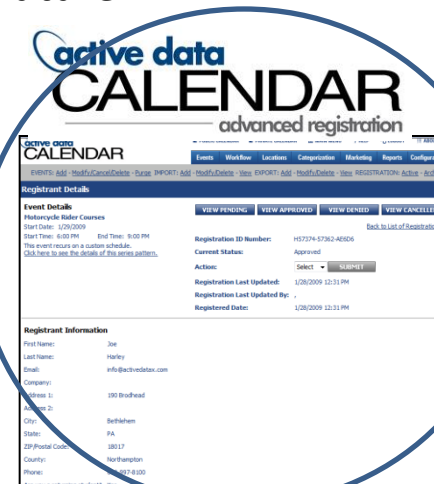 active data
CALENDAR
advanced registration
active data
CALENDAR
Events Workflow Locations Categorization Marketing Reports
EVENTS: Add - Modify/Cancel/Delete - Purge IMPORT: Add - Modify/Delete - View EXPORT: Add - Modify/Delete - View REGISTRATION: Active -
Registrant Details
Event Details
VIEW PENDING VIEW APPROVED VIEW DENIED VIEW CANCELLE
Motorcycle Rider Courses
Start Date: 1/29/2009
Back to List of Registratio
Start Time: 6:00 PM End Time: 9:00 PM
This event recurs on a custom schedule.
Click here to see the details of this series pattern.
Registration ID Number: H57374-57362-AE6D6
Current Status: Approved
Action: Select SUBMIT
Registration Last Updated: 1/28/2009 12:31 PM
Registration Last Updated By: ,
Registered Date: 1/28/2009 12:31 PM
Registrant Information
First Name: Joe
Last Name: Harley
Email: info@activedatax.com
Company:
Address 1: 190 Brodhead
Address 2:
City: Bethlehem
State: PA
ZIP/Postal Code: 18017
County: Northampton
Phone: -997-8100